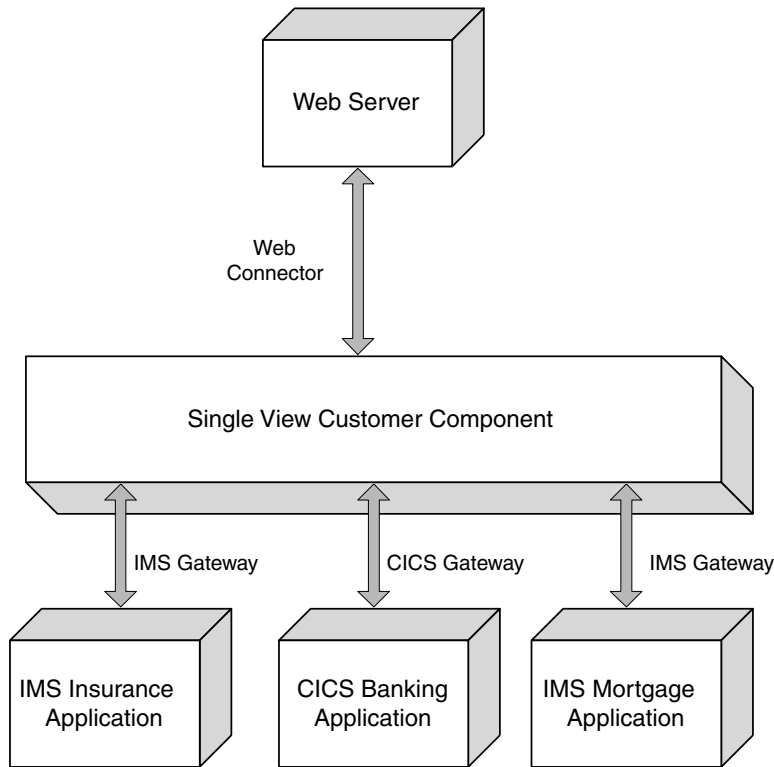 Web Server
Web
Connector
Single View Customer Component
IMS Gateway
CICS Gateway
IMS Gateway
IMS Insurance
Application
CICS Banking
Application
IMS Mortgage
Application